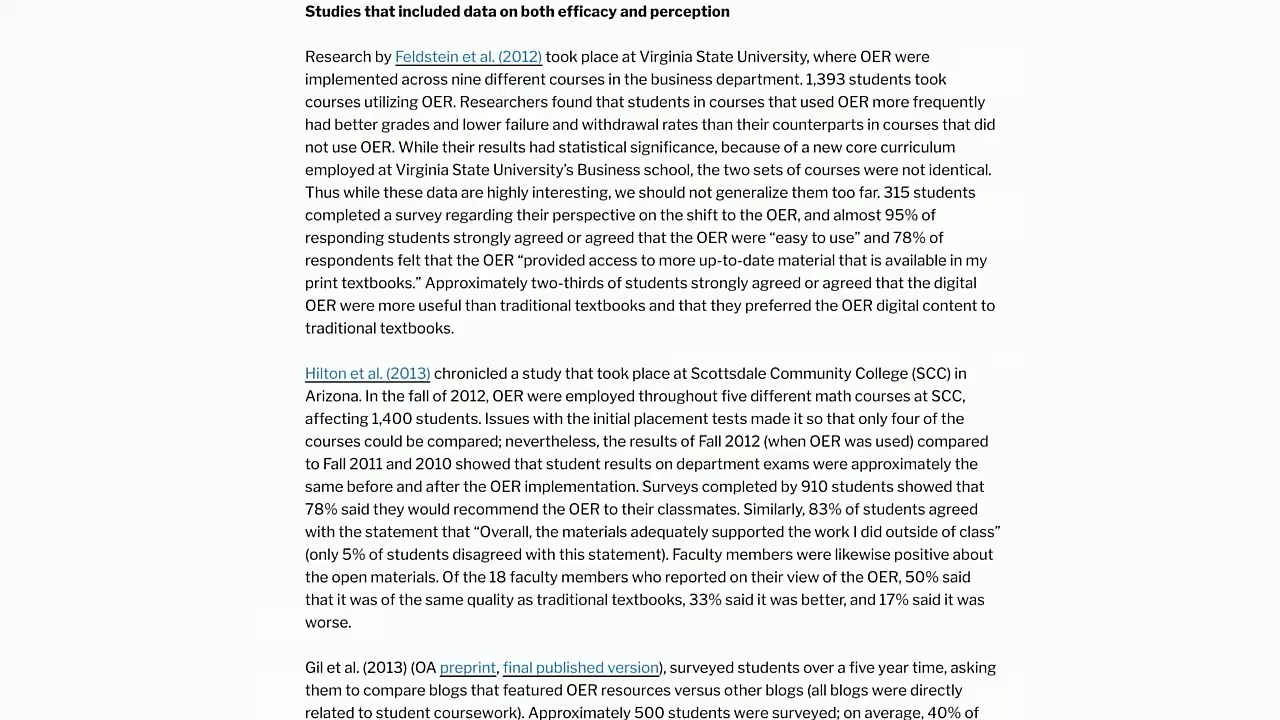 Studies that included data on both efficacy and perception
Research by Feldstein et al. (2012) took place at Virginia State University, where OER were
implemented across nine different courses in the business department. 1,393 students took
courses utilizing OER. Researchers found that students in courses that used OER more frequently
had better grades and lower failure and withdrawal rates than their counterparts in courses that did
not use OER. While their results had statistical significance, because of a new core curriculum
employed at Virginia State University’s Business school, the two sets of courses were not identical.
Thus while these data are highly interesting, we should not generalize them too far. 315 students
completed a survey regarding their perspective on the shift to the OER, and almost 95% of
responding students strongly agreed or agreed that the OER were “easy to use” and 78% of
respondents felt that the OER “provided access to more up-to-date material that is available in my
print textbooks.” Approximately two-thirds of students strongly agreed or agreed that the digital
OER were more useful than traditional textbooks and that they preferred the OER digital content to
traditional textbooks.
Hilton et al. (2013) chronicled a study that took place at Scottsdale Community College (SCC) in
Arizona. In the fall of 2012, OER were employed throughout five different math courses at SCC,
affecting 1,400 students. Issues with the initial placement tests made it so that only four of the
courses could be compared; nevertheless, the results of Fall 2012 (when OER was used) compared
to Fall 2011 and 2010 showed that student results on department exams were approximately the
same before and after the OER implementation. Surveys completed by 910 students showed that
78% said they would recommend the OER to their classmates. Similarly, 83% of students agreed
with the statement that “Overall, the materials adequately supported the work I did outside of class”
(only 5% of students disagreed with this statement). Faculty members were likewise positive about
the open materials. Of the 18 faculty members who reported on their view of the OER, 50% said
that it was of the same quality as traditional textbooks, 33% said it was better, and 17% said it was
worse.
Gil et al. (2013) (OA preprint, final published version), surveyed students over a five year time, asking
them to compare blogs that featured OER resources versus other blogs (all blogs were directly
related to student coursework). Approximately 500 students were surveyed; on average, 40% of